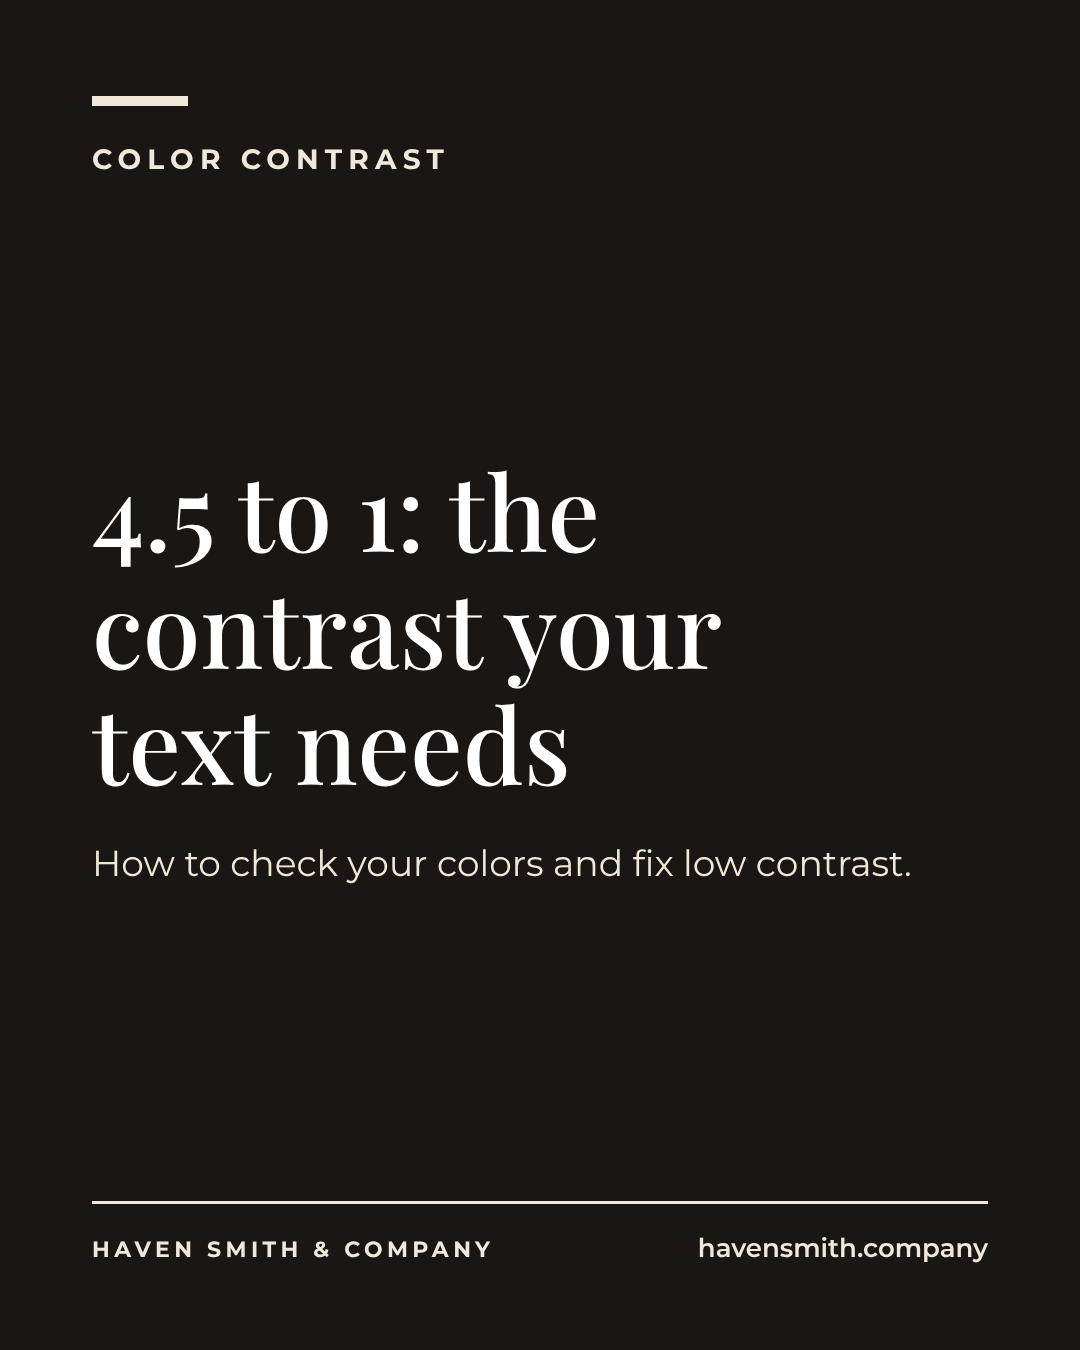 COLOR CONTRAST
4.5 to 1: the
contrast your
text needs
How to check your colors and fix low contrast.
HAVEN SMITH & COMPANY
havensmith.company